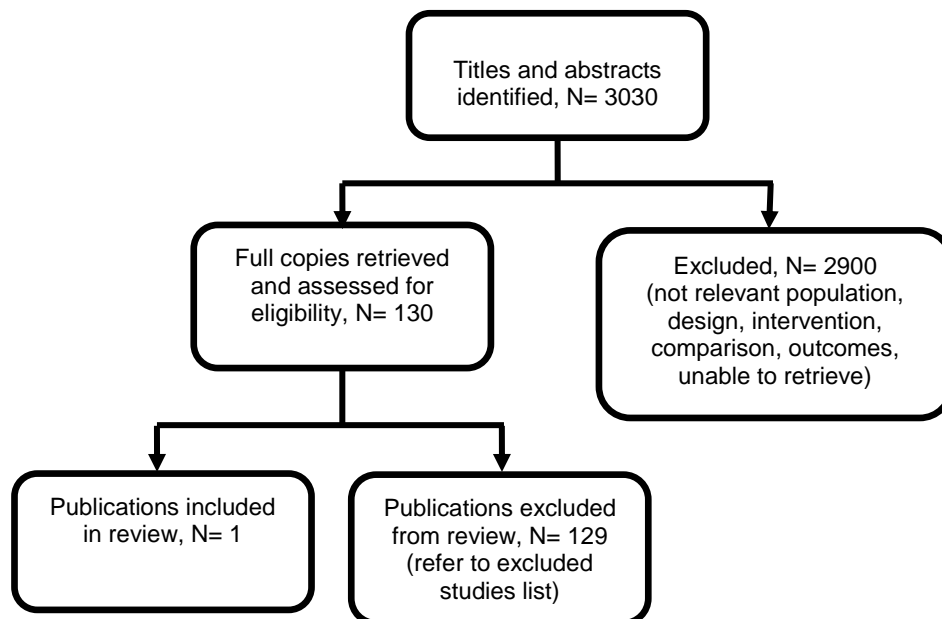 Titles and abstracts
identified, N= 3030
Full copies retrieved
and assessed for
eligibility, N= 130
Excluded, N= 2900
(not relevant population,
design, intervention,
comparison, outcomes,
unable to retrieve)
Publications included
in review, N= 1
Publications excluded
from review, N= 129
(refer to excluded
studies list)